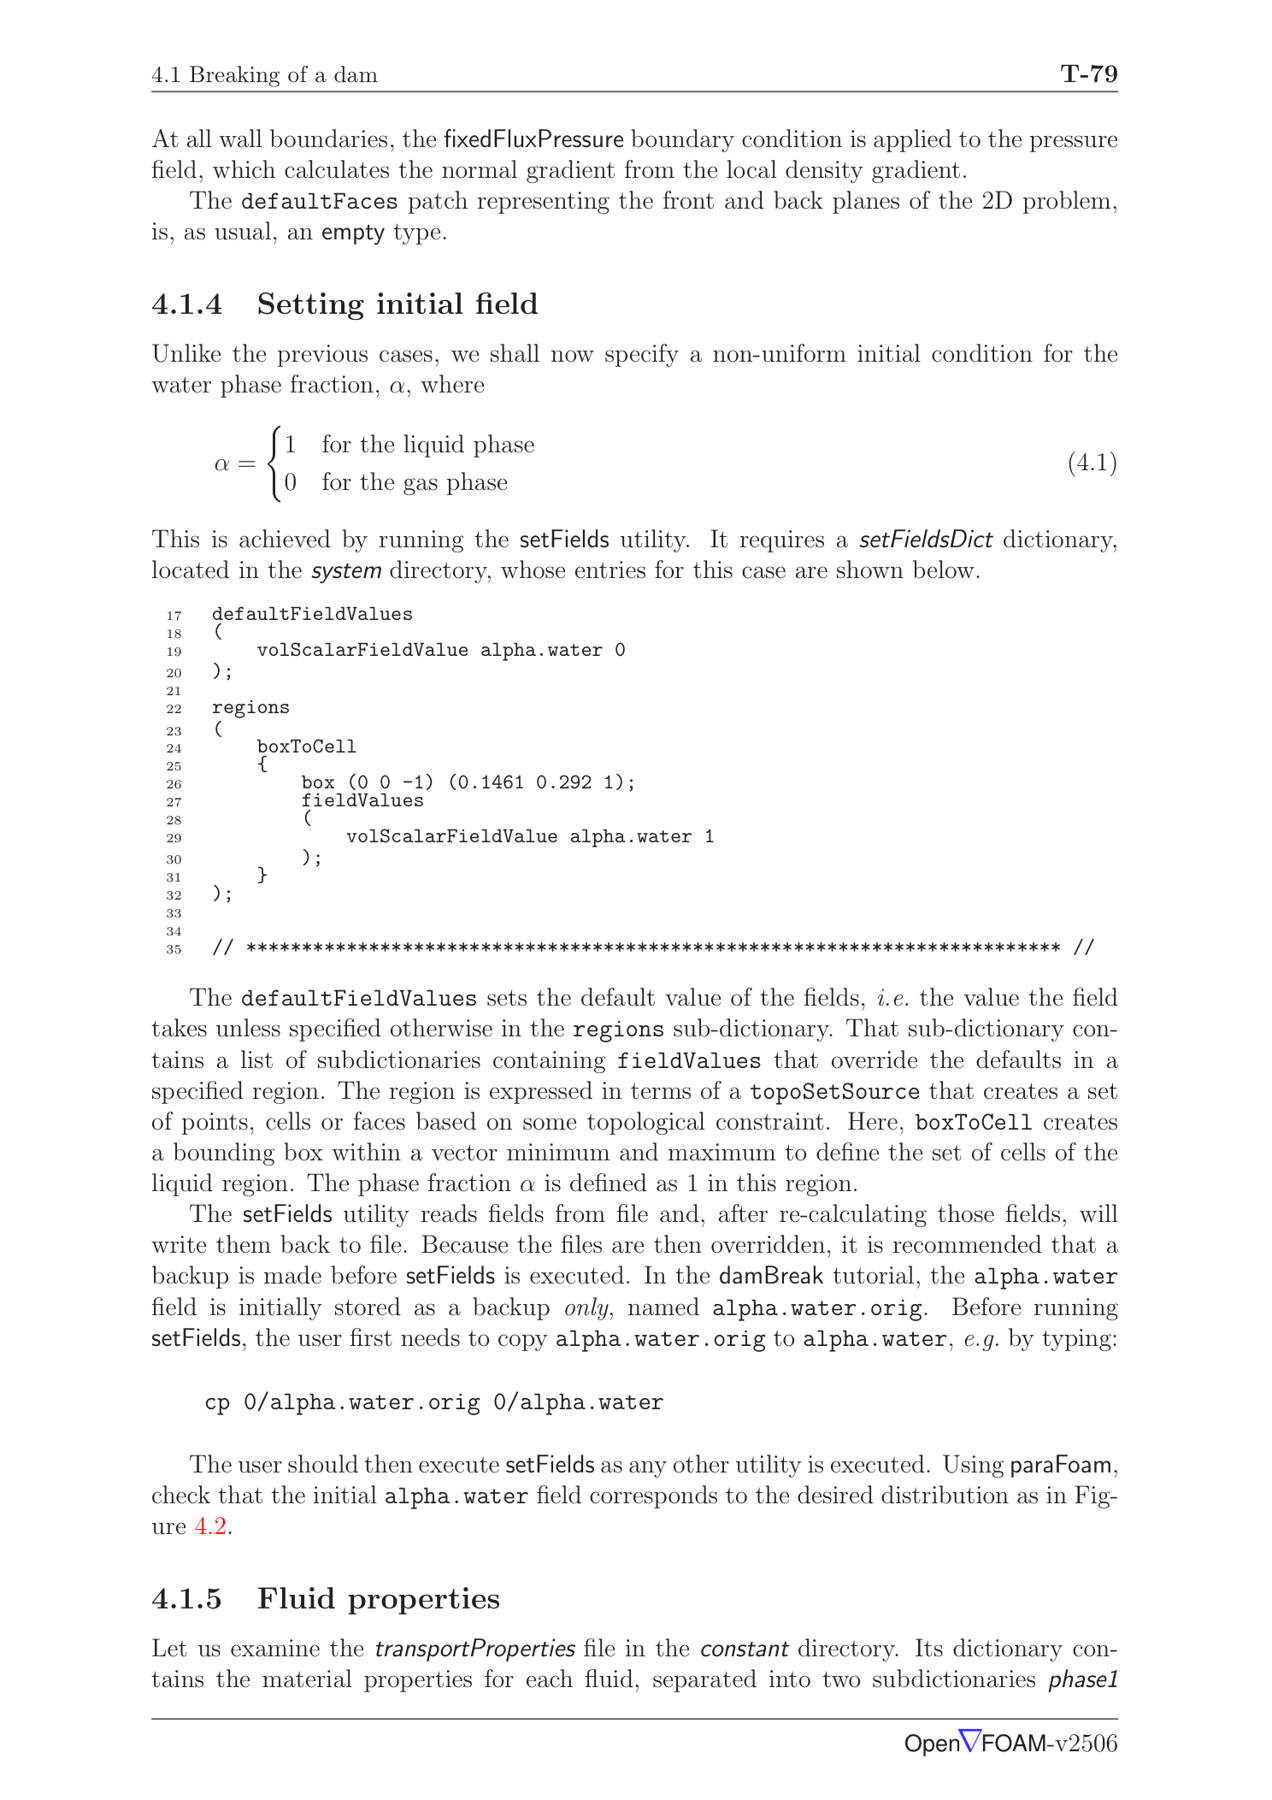 4.1 Breaking of a dam T-79
At all wall boundaries, the fixedFluxPressure boundary condition is applied to the pressure
field, which calculates the normal gradient from the local density gradient.
The defaultFaces patch representing the front and back planes of the 2D problem,
is, as usual, an empty type.
4.1.4 Setting initial field
Unlike the previous cases, we shall now specify a non-uniform initial condition for the
water phase fraction, α, where
α = { 1 for the liquid phase
0 for the gas phase (4.1)
This is achieved by running the setFields utility. It requires a setFieldsDict dictionary,
located in the system directory, whose entries for this case are shown below.
17 defaultFieldValues
18 (
19 volScalarFieldValue alpha.water 0
20 );
21
22 regions
23 (
24 boxToCell
25 {
26 box (0 0 -1) (0.1461 0.292 1);
27 fieldValues
28 (
29 volScalarFieldValue alpha.water 1
30 );
31 }
32 );
33
34
35 // ************************************************************************* //
The defaultFieldValues sets the default value of the fields, i.e. the value the field
takes unless specified otherwise in the regions sub-dictionary. That sub-dictionary con-
tains a list of subdictionaries containing fieldValues that override the defaults in a
specified region. The region is expressed in terms of a topoSetSource that creates a set
of points, cells or faces based on some topological constraint. Here, boxToCell creates
a bounding box within a vector minimum and maximum to define the set of cells of the
liquid region. The phase fraction α is defined as 1 in this region.
The setFields utility reads fields from file and, after re-calculating those fields, will
write them back to file. Because the files are then overridden, it is recommended that a
backup is made before setFields is executed. In the damBreak tutorial, the alpha.water
field is initially stored as a backup only, named alpha.water.orig. Before running
setFields, the user first needs to copy alpha.water.orig to alpha.water, e.g. by typing:
cp 0/alpha.water.orig 0/alpha.water
The user should then execute setFields as any other utility is executed. Using paraFoam,
check that the initial alpha.water field corresponds to the desired distribution as in Fig-
ure 4.2.
4.1.5 Fluid properties
Let us examine the transportProperties file in the constant directory. Its dictionary con-
tains the material properties for each fluid, separated into two subdictionaries phase1
Open∇FOAM-v2506